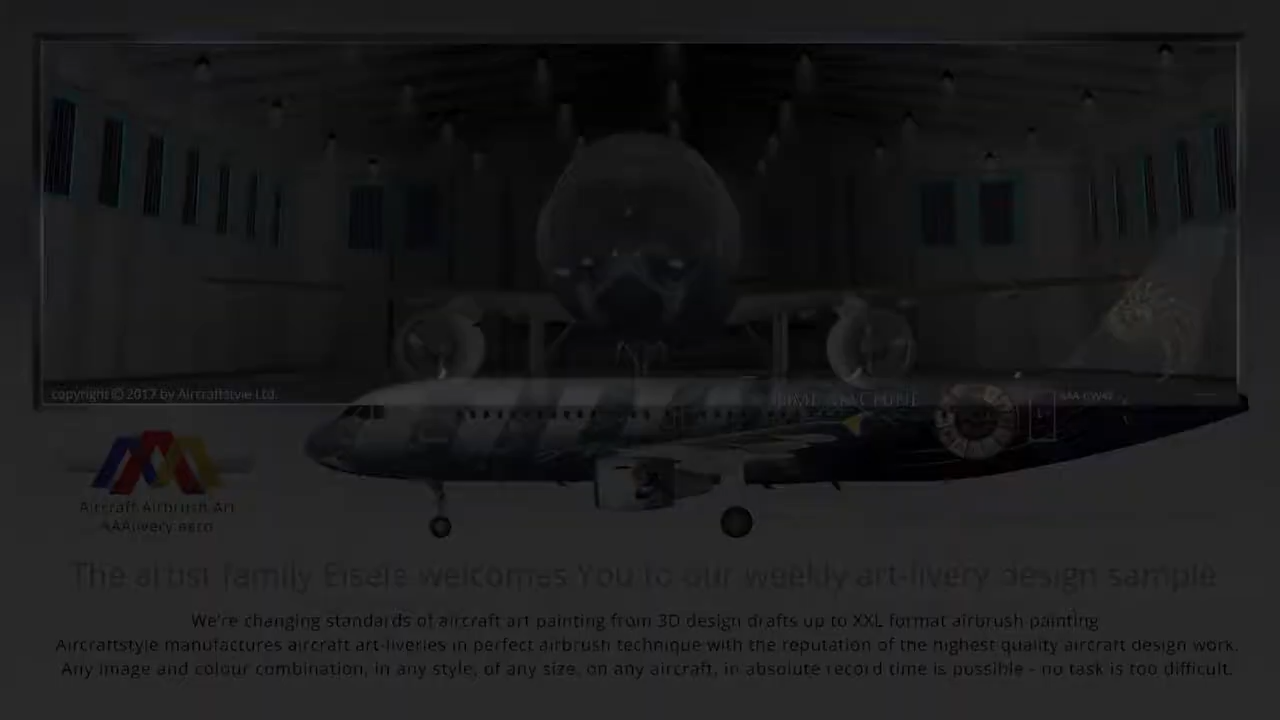 copyright © 2017 by Aircraftstyle Ltd.
TIME MACHINE
Aircraft Airbrush Art
AAAlivery.aero
The artist family Eisele welcomes You to our weekly art-livery design sample
We're changing standards of aircraft art painting from 3D design drafts up to XXL format airbrush painting
Aircraftstyle manufactures aircraft art-liveries in perfect airbrush technique with the reputation of the highest quality aircraft design work.
Any image and colour combination, in any style, of any size, on any aircraft, in absolute record time is possible - no task is too difficult.